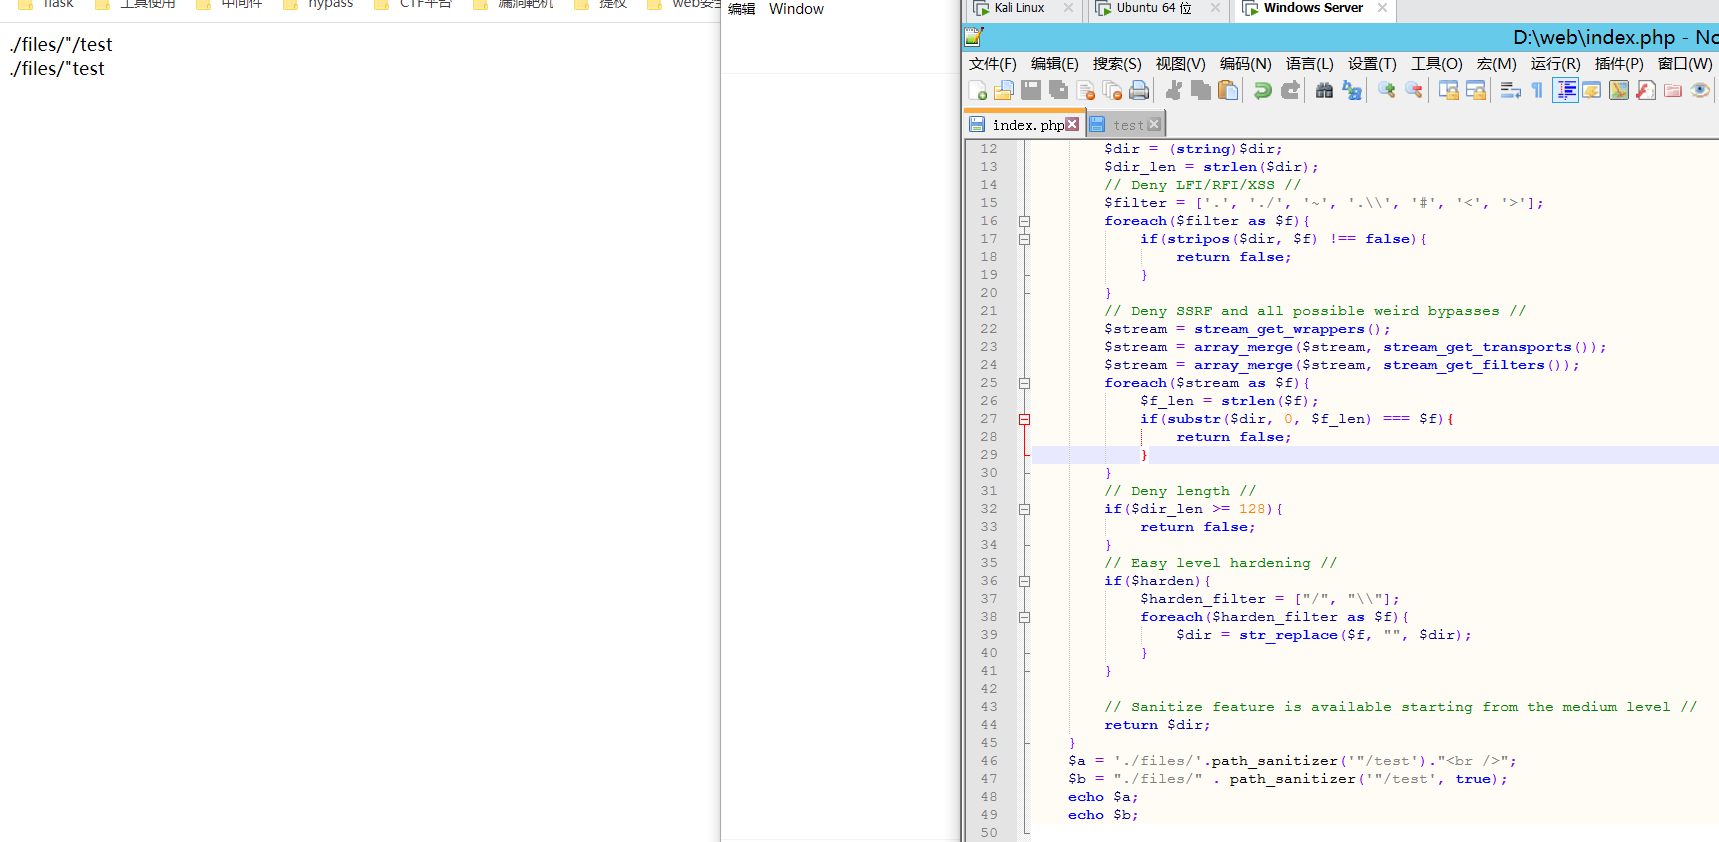 flask 工具使用 中间件 hypass CTF平台 漏洞靶机 提权 web安全
./files/"/test
./files/"test
编辑 Window
Kali Linux Ubuntu 64 位 Windows Server
D:\web\index.php - No
文件(F) 编辑(E) 搜索(S) 视图(V) 编码(N) 语言(L) 设置(T) 工具(O) 宏(M) 运行(R) 插件(P) 窗口(W)
index.php test
12 $dir = (string)$dir;
13 $dir_len = strlen($dir);
14 // Deny LFI/RFI/XSS //
15 $filter = ['.', './', '~', '.\\', '#', '<', '>'];
16 foreach($filter as $f){
17 if(stripos($dir, $f) !== false){
18 return false;
19 }
20 }
21 // Deny SSRF and all possible weird bypasses //
22 $stream = stream_get_wrappers();
23 $stream = array_merge($stream, stream_get_transports());
24 $stream = array_merge($stream, stream_get_filters());
25 foreach($stream as $f){
26 $f_len = strlen($f);
27 if(substr($dir, 0, $f_len) === $f){
28 return false;
29 }
30 }
31 // Deny length //
32 if($dir_len >= 128){
33 return false;
34 }
35 // Easy level hardening //
36 if($harden){
37 $harden_filter = ["/", "\\"];
38 foreach($harden_filter as $f){
39 $dir = str_replace($f, "", $dir);
40 }
41 }
42
43 // Sanitize feature is available starting from the medium level //
44 return $dir;
45 }
46 $a = './files/'.path_sanitizer('"/test')."<br />";
47 $b = "./files/" . path_sanitizer('"/test', true);
48 echo $a;
49 echo $b;
50